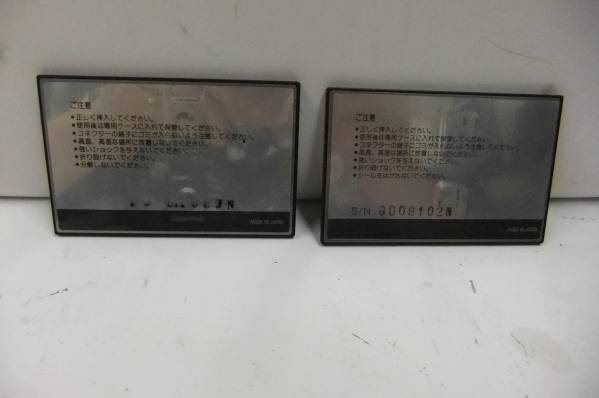 ご注意
●正しく挿入してください。
●使用後は専用ケースに入れて保管してください。
●コネクターの端子にゴミが入らないよう注意してください。
●高温、高湿な場所に放置しないでください。
●強いショックを与えないでください。
●折り曲げないでください。
●分解しないでください。
JN
MADE IN JAPAN
ご注意
●正しく挿入してください。
●使用後は専用ケースに入れて保管してください。
●コネクターの端子にゴミが入らないよう注意してください。
●高温、高湿な場所に放置しないでください。
●強いショックを与えないでください。
●折り曲げないでください。
●シールをはがさないでください。
S/N 3009102N
MADE IN JAPAN